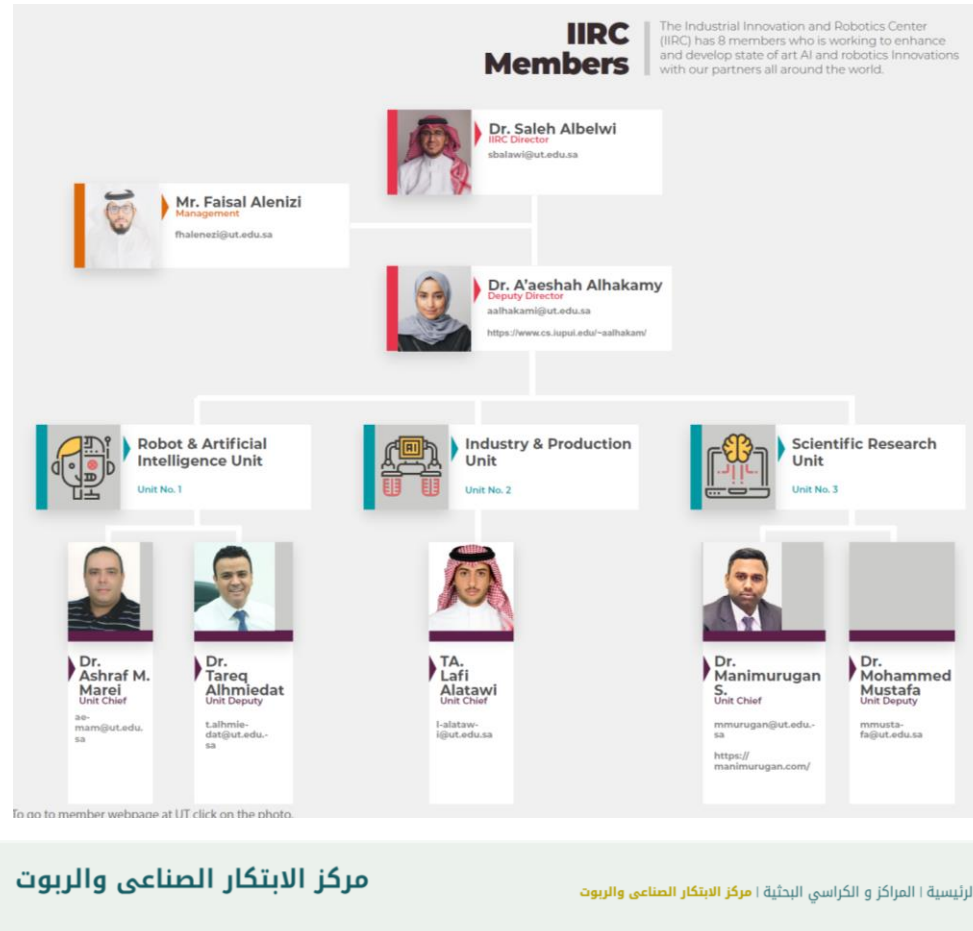 IIRC
Members
The Industrial Innovation and Robotics Center
(IIRC) has 8 members who is working to enhance
and develop state of art AI and robotics Innovations
with our partners all around the world.
Dr. Saleh Albelwi
IIRC Director
sbalawi@ut.edu.sa
Mr. Faisal Alenizi
Management
fhalenezi@ut.edu.sa
Dr. A'aeshah Alhakamy
Deputy Director
aalhakami@ut.edu.sa
https://www.cs.iupui.edu/~aalhakam/
Robot & Artificial
Intelligence Unit
Unit No. 1
Industry & Production
Unit
Unit No. 2
AI
Scientific Research
Unit
Unit No. 3
Dr.
Ashraf M.
Marei
Unit Chief
ae-
mam@ut.edu.
sa
Dr.
Tareq
Alhmiedat
Unit Deputy
t.alhmie-
dat@ut.edu.-
sa
TA.
Lafi
Alatawi
Unit Chief
l-alataw-
i@ut.edu.sa
Dr.
Manimurugan
S.
Unit Chief
mmurugan@ut.edu.-
sa
https://
manimurugan.com/
Dr.
Mohammed
Mustafa
Unit Deputy
mmusta-
fa@ut.edu.sa
To go to member webpage at UT click on the photo.
مركز الابتكار الصناعى والربوت
لرئيسية | المراكز و الكراسي البحثية | مركز الابتكار الصناعى والربوت